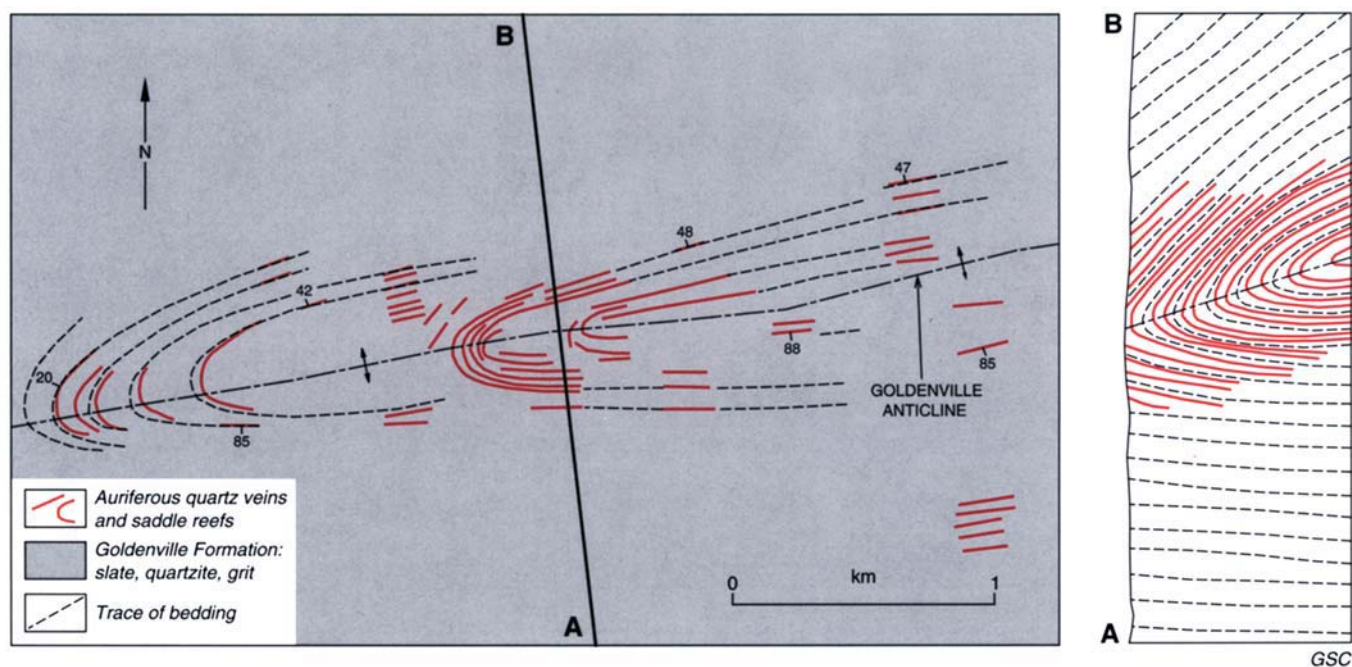 B
N
47
48
42
20
88
85
85
GOLDENVILLE
ANTICLINE
Auriferous quartz veins
and saddle reefs
Goldenville Formation:
slate, quartzite, grit
Trace of bedding
0 km 1
A
B
A
GSC